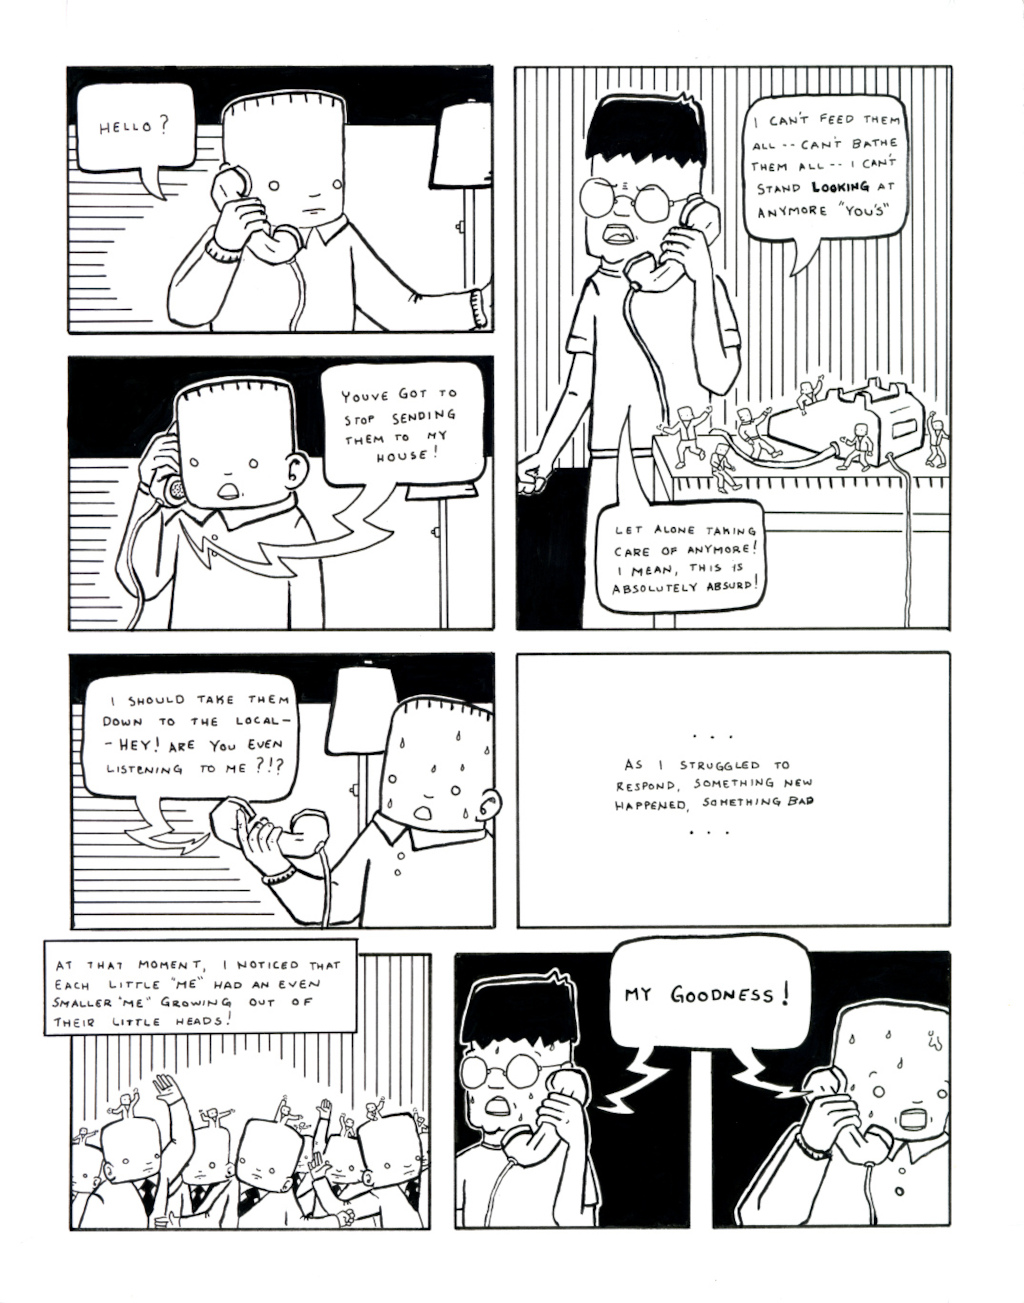 HELLO?
YOUVE GOT TO
STOP SENDING
THEM TO MY
HOUSE!
I CAN'T FEED THEM
ALL -- CAN'T BATHE
THEM ALL -- I CAN'T
STAND LOOKING AT
ANYMORE "YOU'S"
LET ALONE TAKING
CARE OF ANYMORE!
I MEAN, THIS IS
ABSOLUTELY ABSURD!
I SHOULD TAKE THEM
DOWN TO THE LOCAL-
-HEY! ARE YOU EVEN
LISTENING TO ME?!?
...
AS I STRUGGLED TO
RESPOND, SOMETHING NEW
HAPPENED, SOMETHING BAD
...
AT THAT MOMENT, I NOTICED THAT
EACH LITTLE "ME" HAD AN EVEN
SMALLER "ME" GROWING OUT OF
THEIR LITTLE HEADS!
MY GOODNESS!